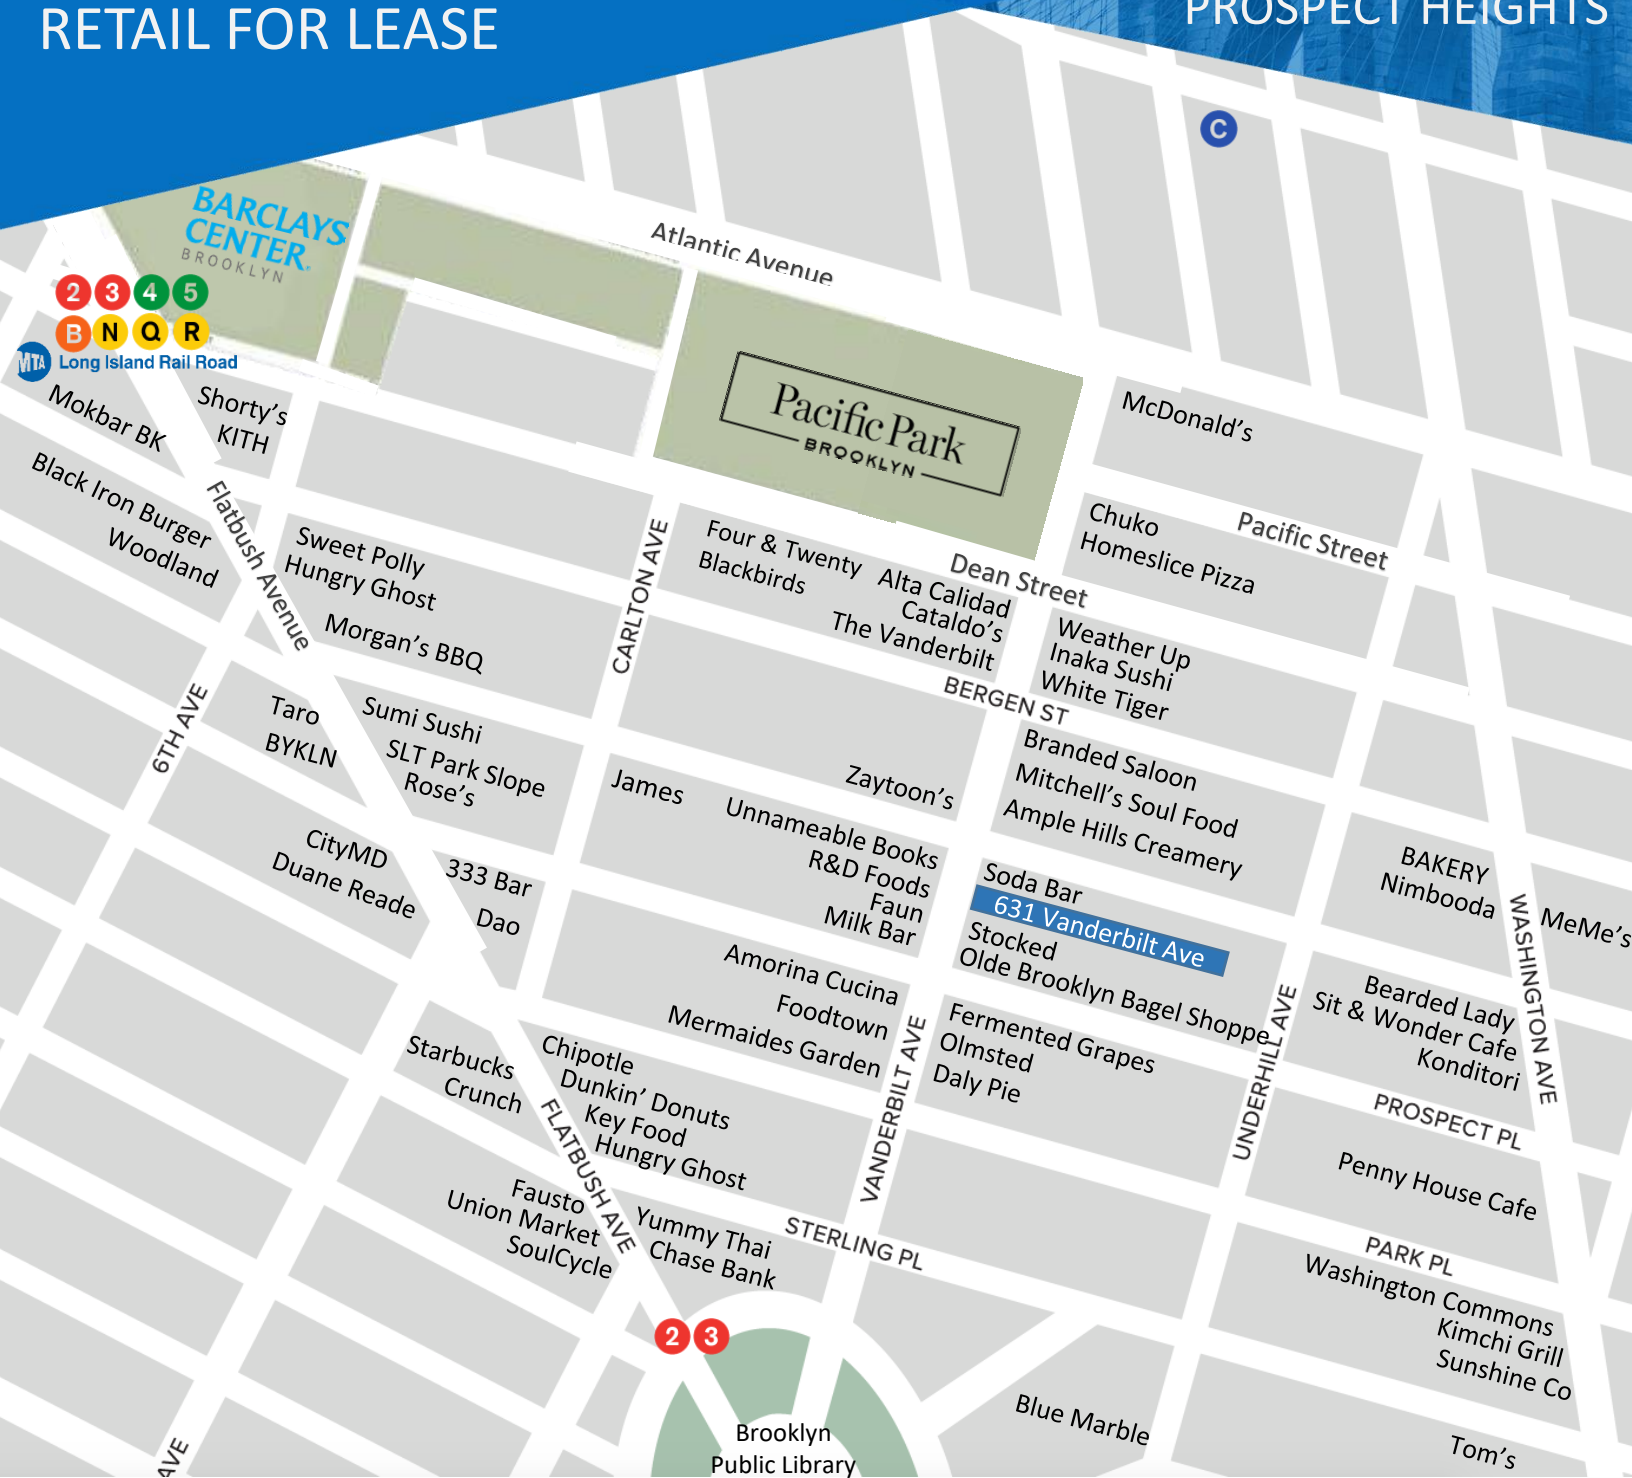 RETAIL FOR LEASE
PROSPECT HEIGHTS
C
BARCLAYS
CENTER
BROOKLYN
2 3 4 5
B N Q R
MTA Long Island Rail Road
Atlantic Avenue
Pacific Park
BROOKLYN
McDonald's
Mokbar BK
Shorty's
KITH
Black Iron Burger
Woodland
Flatbush Avenue
Sweet Polly
Hungry Ghost
Morgan's BBQ
CARLTON AVE
Four & Twenty
Blackbirds
Alta Calidad
Cataldo's
The Vanderbilt
Dean Street
Chuko
Homeslice Pizza
Pacific Street
Weather Up
Inaka Sushi
White Tiger
BERGEN ST
6TH AVE
Taro
BYKLN
Sumi Sushi
SLT Park Slope
Rose's
James
Zaytoon's
Unnameable Books
R&D Foods
Faun
Milk Bar
Branded Saloon
Mitchell's Soul Food
Ample Hills Creamery
Soda Bar
631 Vanderbilt Ave
Stocked
Olde Brooklyn Bagel Shoppe
BAKERY
Nimbooda
WASHINGTON AVE
MeMe's
CityMD
Duane Reade
333 Bar
Dao
Amorina Cucina
Foodtown
Mermaides Garden
VANDERBILT AVE
Fermented Grapes
Olmsted
Daly Pie
UNDERHILL AVE
Bearded Lady
Sit & Wonder Cafe
Konditori
PROSPECT PL
Penny House Cafe
Starbucks
Crunch
Chipotle
Dunkin' Donuts
Key Food
Hungry Ghost
FLATBUSH AVE
Fausto
Union Market
SoulCycle
Yummy Thai
Chase Bank
STERLING PL
PARK PL
Washington Commons
Kimchi Grill
Sunshine Co
2 3
Brooklyn
Public Library
Blue Marble
Tom's
AVE